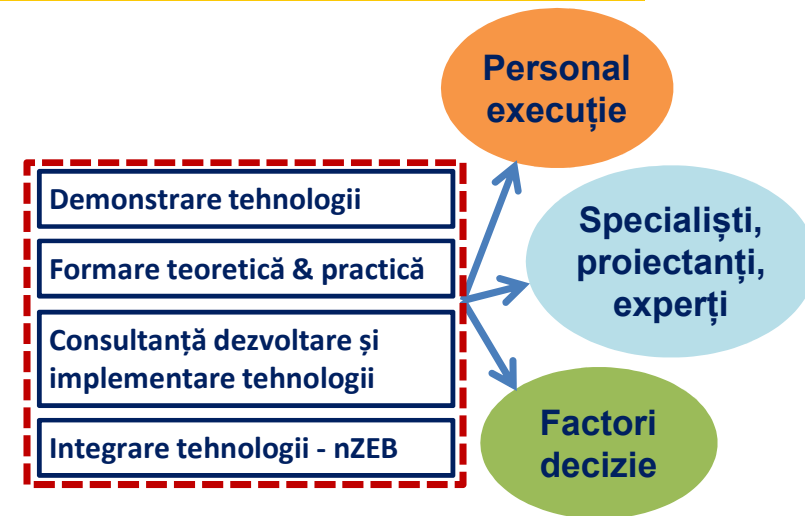 Personal
execuție
Demonstrare tehnologii
Formare teoretică & practică
Consultanță dezvoltare și
implementare tehnologii
Integrare tehnologii - nZEB
Specialiști,
proiectanți,
experți
Factori
decizie